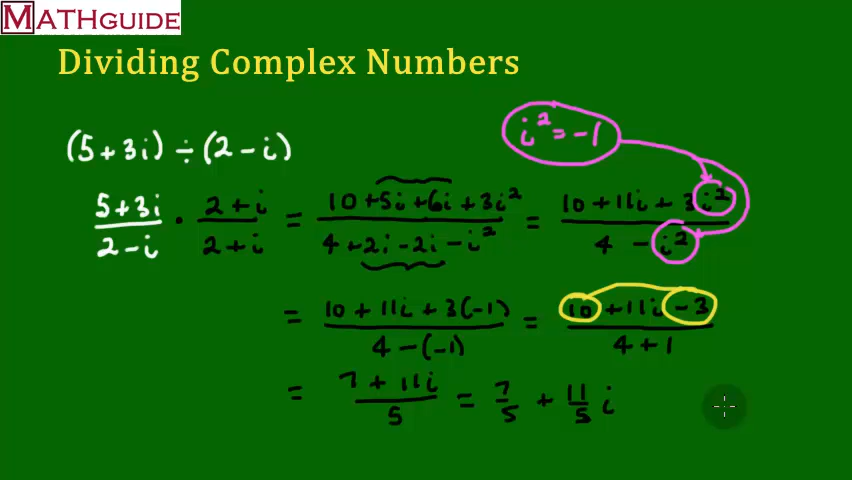 MATHGUIDE
Dividing Complex Numbers
(5+3i) ÷ (2-i)
i² = -1
5+3i / 2-i · 2+i / 2+i = 10+5i+6i+3i² / 4+2i-2i-i² = 10+11i+3i² / 4-i²
= 10+11i+3(-1) / 4-(-1) = 10+11i-3 / 4+1
= 7+11i / 5 = 7/5 + 11/5 i